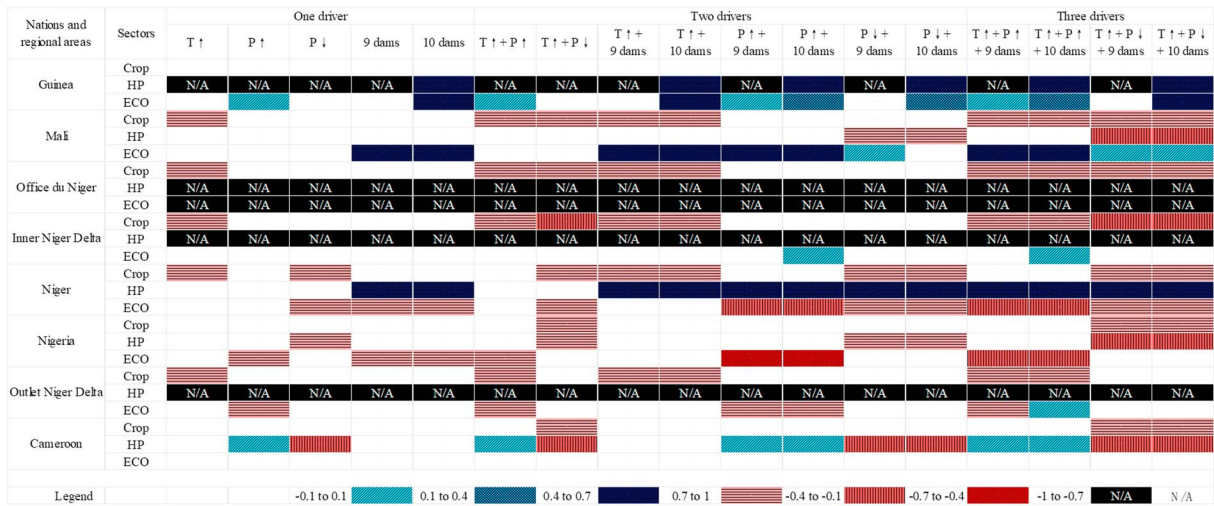 Nations and regional areas Sectors One driver Two drivers Three drivers
T ↑ P ↑ P ↓ 9 dams 10 dams T ↑ + P ↑ T ↑ + P ↓ T ↑ + 9 dams T ↑ + 10 dams P ↑ + 9 dams P ↑ + 10 dams P ↓ + 9 dams P ↓ + 10 dams T ↑ + P ↑ + 9 dams T ↑ + P ↑ + 10 dams T ↑ + P ↓ + 9 dams T ↑ + P ↓ + 10 dams
Crop
Guinea HP N/A N/A N/A N/A N/A N/A N/A N/A N/A N/A N/A
ECO
Crop
Mali HP
ECO
Crop
Office du Niger HP N/A N/A N/A N/A N/A N/A N/A N/A N/A N/A N/A N/A N/A N/A N/A N/A N/A
ECO N/A N/A N/A N/A N/A N/A N/A N/A N/A N/A N/A N/A N/A N/A N/A N/A N/A
Crop
Inner Niger Delta HP N/A N/A N/A N/A N/A N/A N/A N/A N/A N/A N/A N/A N/A N/A N/A N/A N/A
ECO
Crop
Niger HP
ECO
Crop
Nigeria HP
ECO
Crop
Outlet Niger Delta HP N/A N/A N/A N/A N/A N/A N/A N/A N/A N/A N/A N/A N/A N/A N/A N/A N/A
ECO
Crop
Cameroon HP
ECO
Legend -0.1 to 0.1 0.1 to 0.4 0.4 to 0.7 0.7 to 1 -0.4 to -0.1 -0.7 to -0.4 -1 to -0.7 N/A N/A